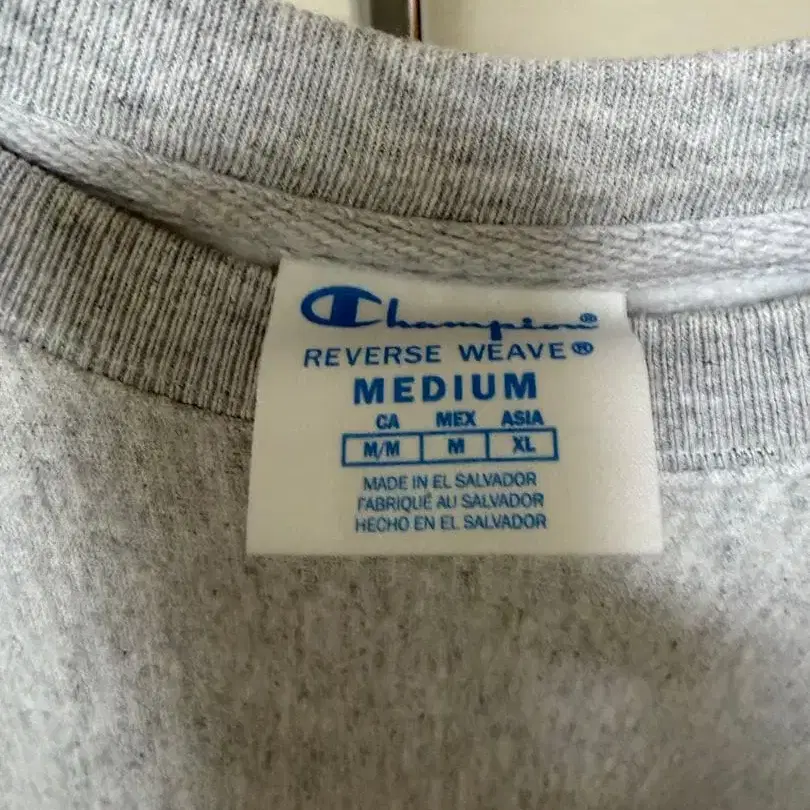 Champion®
REVERSE WEAVE®
MEDIUM
CA MEX ASIA
M/M M XL
MADE IN EL SALVADOR
FABRIQUÉ AU SALVADOR
HECHO EN EL SALVADOR